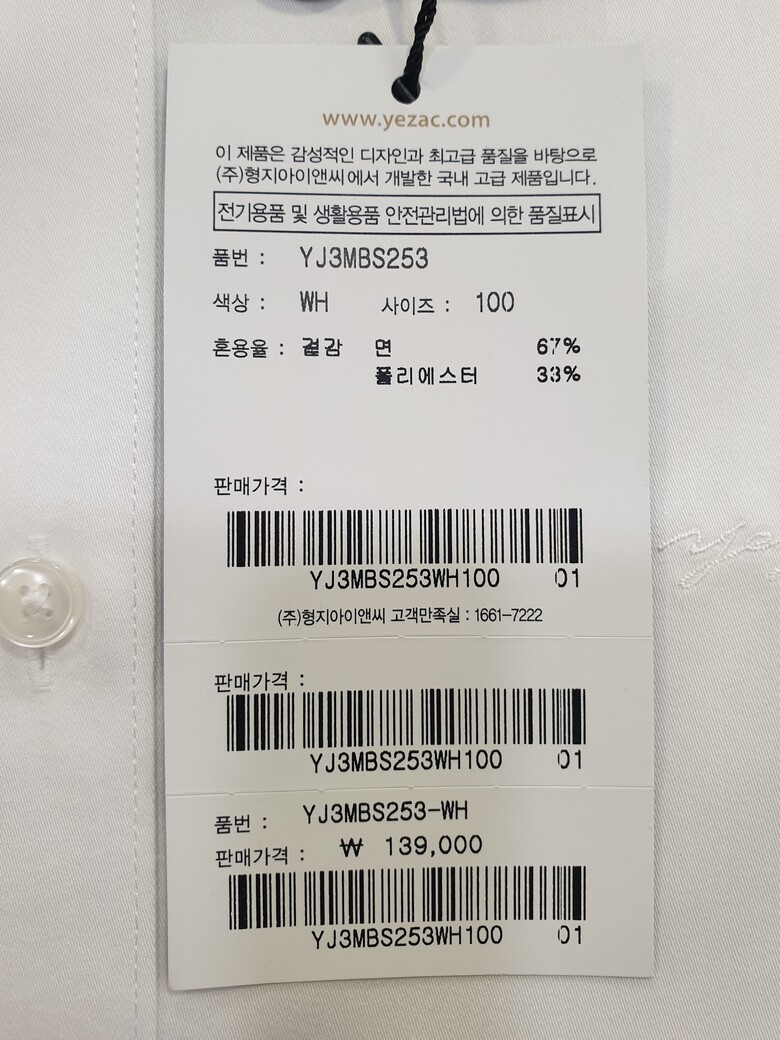 www.yezac.com
이 제품은 감성적인 디자인과 최고급 품질을 바탕으로
(주)형지아이앤씨에서 개발한 국내 고급 제품입니다.
전기용품 및 생활용품 안전관리법에 의한 품질표시
품번 : YJ3MBS253
색상 : WH 사이즈 : 100
혼용율 : 겉감 면 67%
폴리에스터 33%
판매가격 :
YJ3MBS253WH100 01
(주)형지아이앤씨 고객만족실 : 1661-7222
판매가격 :
YJ3MBS253WH100 01
품번 : YJ3MBS253-WH
판매가격 : ₩ 139,000
YJ3MBS253WH100 01